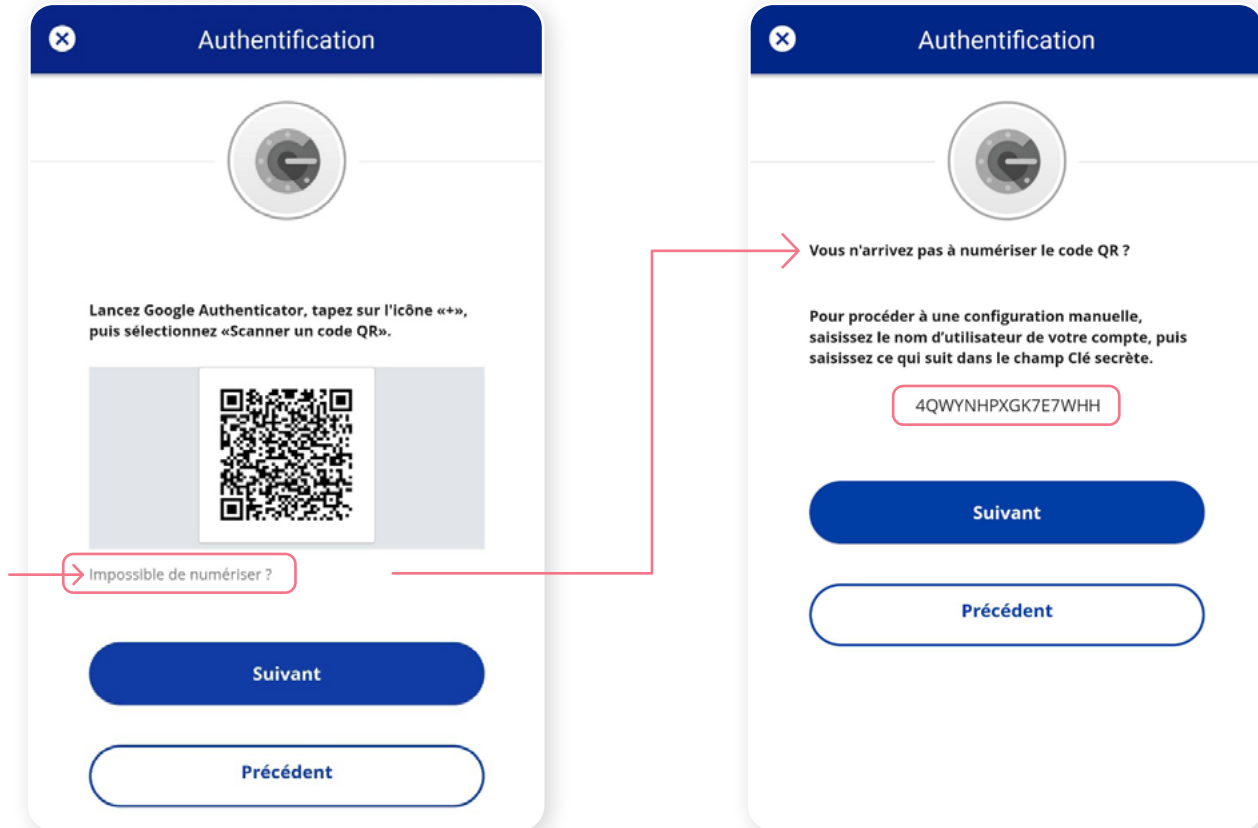 Authentification
Lancez Google Authenticator, tapez sur l'icône «+»,
puis sélectionnez «Scanner un code QR».
Impossible de numériser ?
Suivant
Précédent
Authentification
Vous n'arrivez pas à numériser le code QR ?
Pour procéder à une configuration manuelle,
saisissez le nom d’utilisateur de votre compte, puis
saisissez ce qui suit dans le champ Clé secrète.
4QWYNHPXGK7E7WHH
Suivant
Précédent